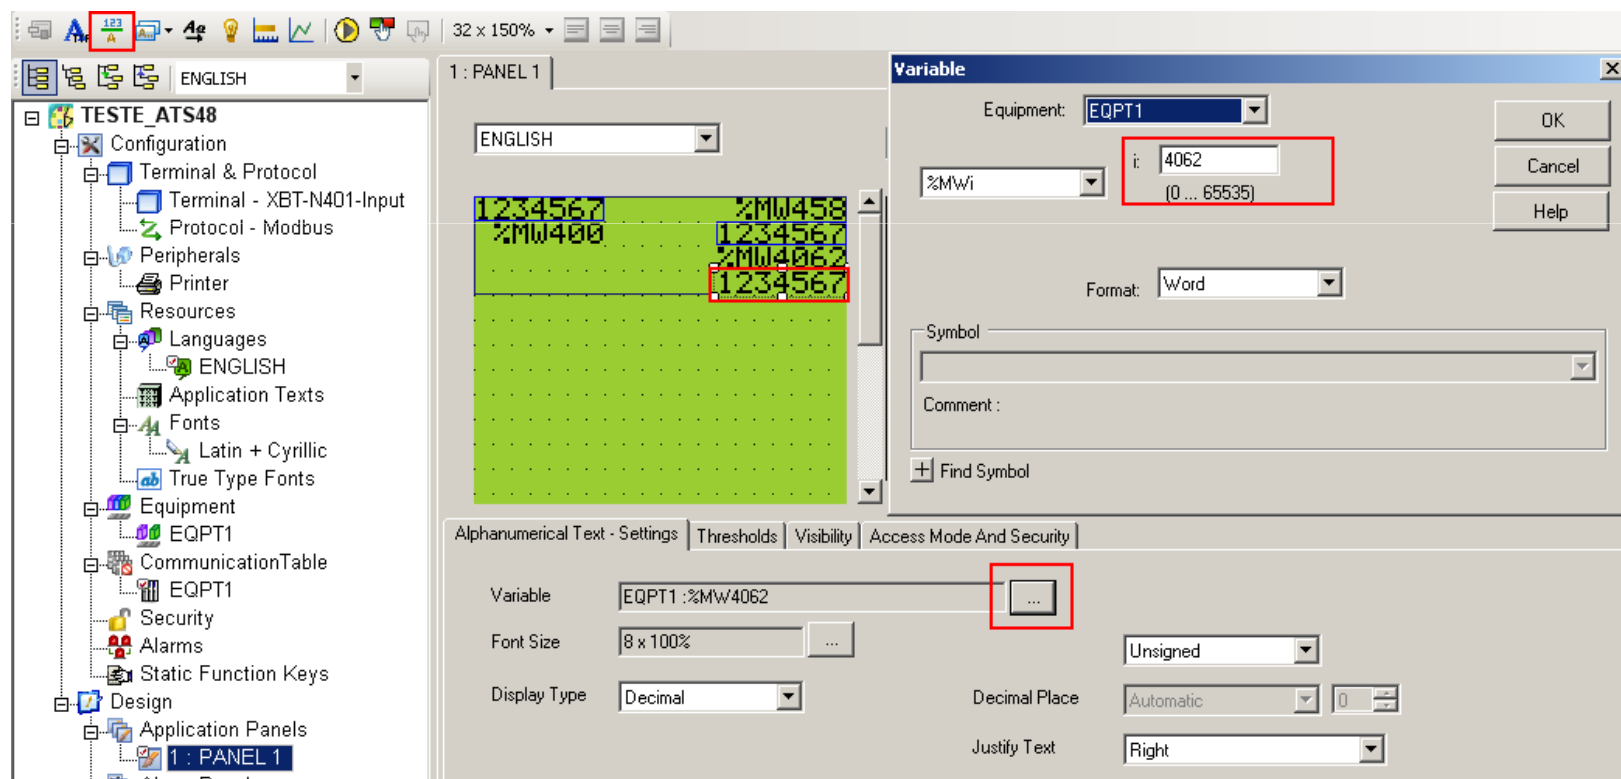 123
A
32 x 150%
ENGLISH
TESTE_ATS48
Configuration
Terminal & Protocol
Terminal - XBT-N401-Input
Protocol - Modbus
Peripherals
Printer
Resources
Languages
ENGLISH
Application Texts
Fonts
Latin + Cyrillic
True Type Fonts
Equipment
EQPT1
CommunicationTable
EQPT1
Security
Alarms
Static Function Keys
Design
Application Panels
1 : PANEL 1
1 : PANEL 1
ENGLISH
1234567 %MW458
%MW400 1234567
%MW4062
1234567
Variable
Equipment: EQPT1
OK
%MWi
i: 4062
(0 ... 65535)
Cancel
Help
Format: Word
Symbol
Comment :
+ Find Symbol
Alphanumerical Text - Settings Thresholds Visibility Access Mode And Security
Variable EQPT1 :%MW4062 ...
Font Size 8 x 100% ... Unsigned
Display Type Decimal Decimal Place Automatic 0
Justify Text Right